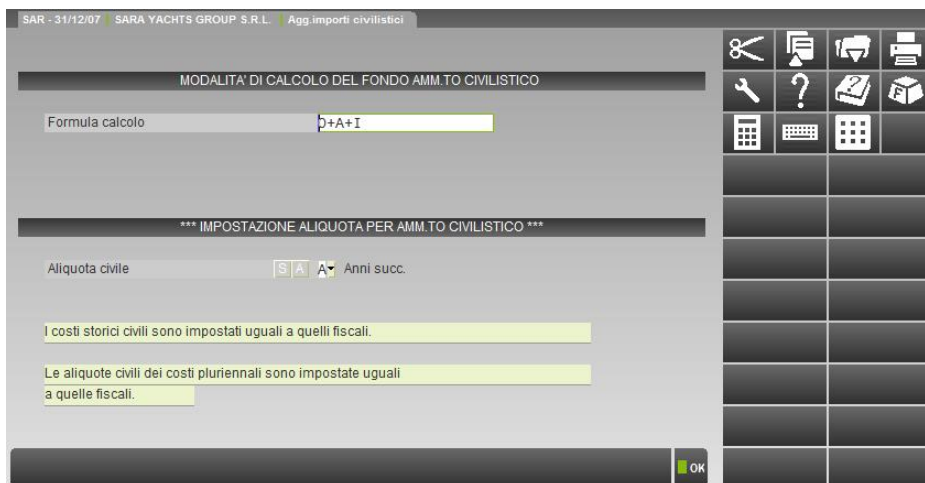 SAR - 31/12/07 SARA YACHTS GROUP S.R.L. Agg.importi civilistici
MODALITA' DI CALCOLO DEL FONDO AMM.TO CIVILISTICO
Formula calcolo O+A+I
*** IMPOSTAZIONE ALIQUOTA PER AMM.TO CIVILISTICO ***
Aliquota civile S A A Anni succ.
I costi storici civili sono impostati uguali a quelli fiscali.
Le aliquote civili dei costi pluriennali sono impostate uguali
a quelle fiscali.
OK